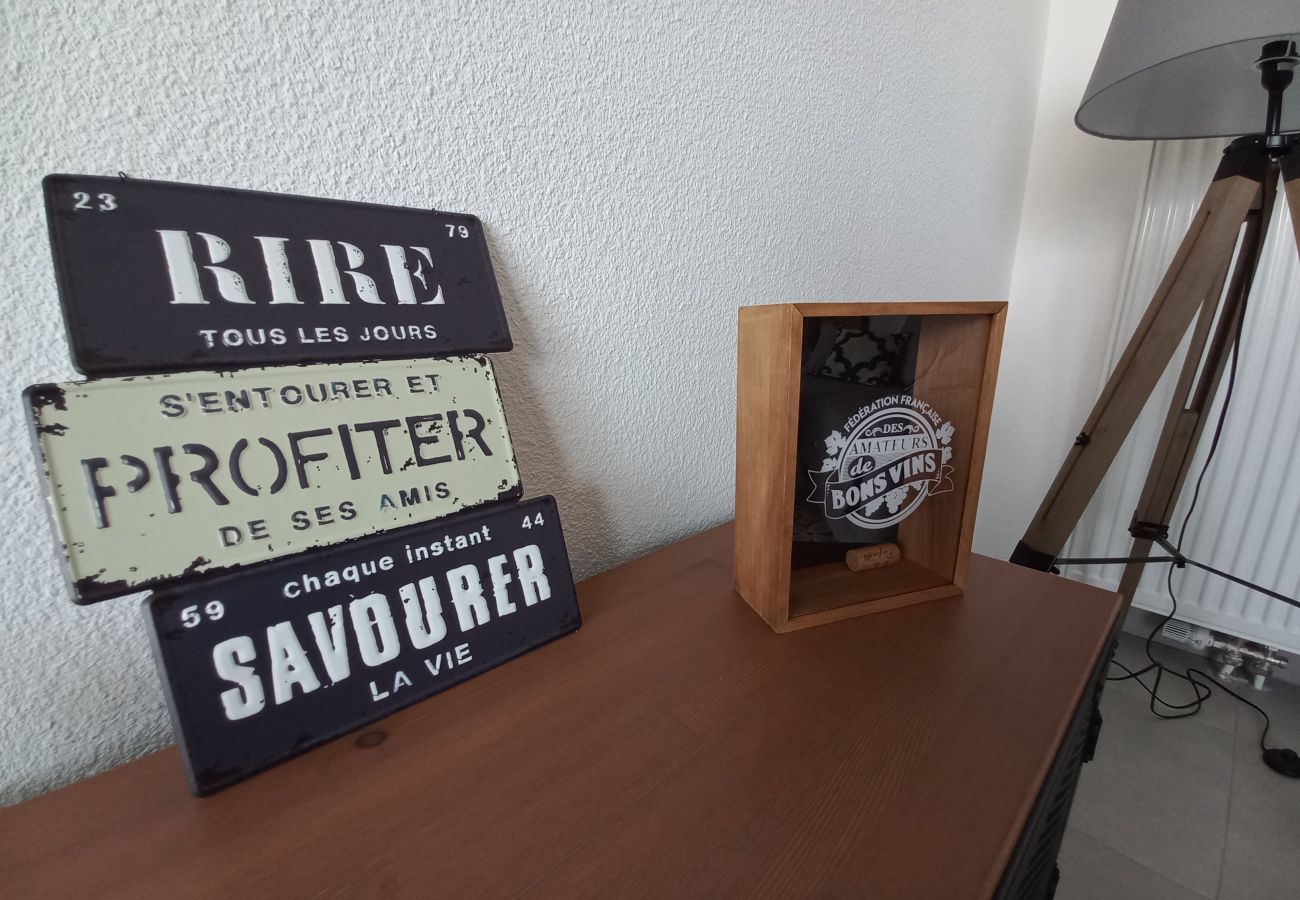 23
79
RIRE
TOUS LES JOURS
S'ENTOURER ET
PROFITER
DE SES AMIS
44
chaque instant
59
SAVOURER
LA VIE
FÉDÉRATION FRANÇAISE
DES
AMATEURS
de
BONS VINS